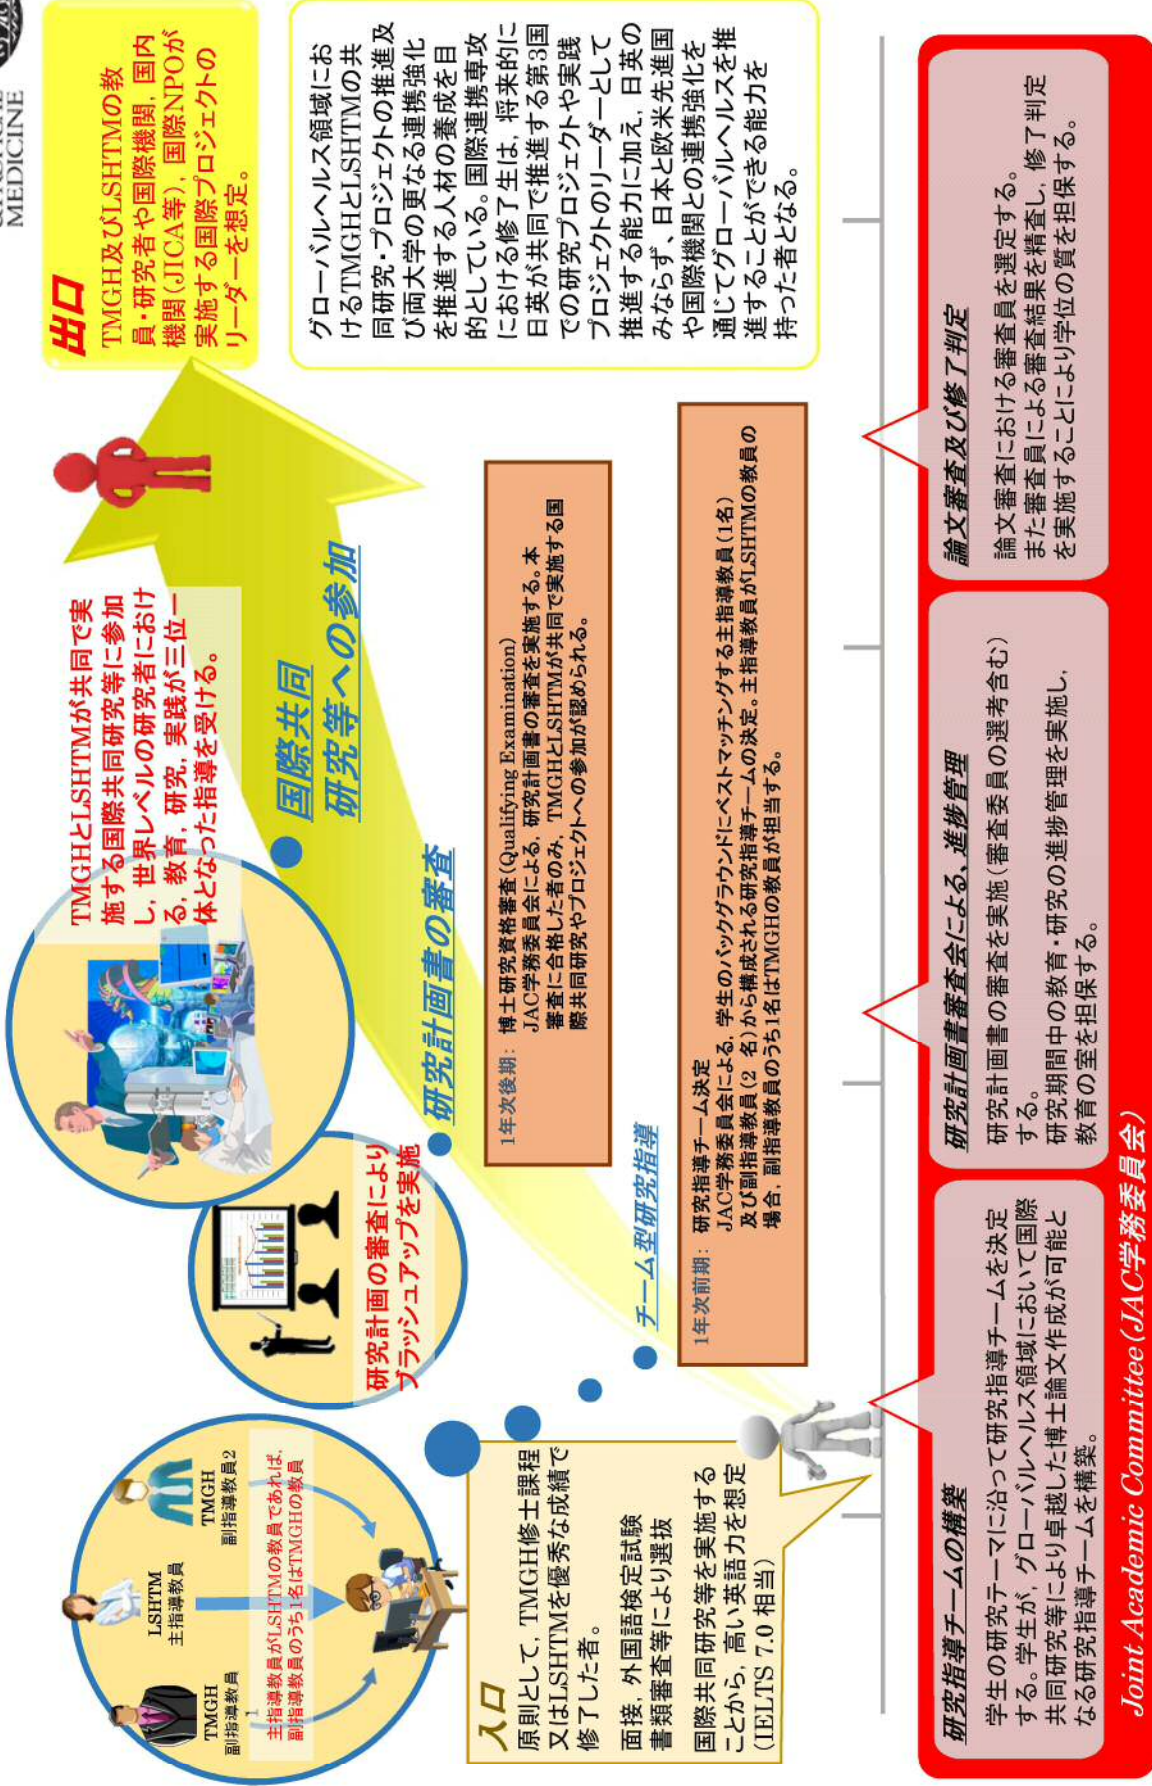 MEDICINE
出口
TMGH及びLSHTMの教
員・研究者や国際機関，国内
機関（JICA等），国際NPOが
実施する国際プロジェクトの
リーダーを想定。
グローバルヘルス領域にお
けるTMGHとLSHTMの共
同研究・プロジェクトの推進及
び両大学の更なる連携強化
を推進する人材の養成を目
的としている。国際連携専攻
における修了生は，将来的に
日英が共同で推進する第3国
での研究プロジェクトや実践
プロジェクトのリーダーとして
推進する能力に加え，日英の
みならず、日本と欧米先進国
や国際機関との連携強化を
通じてグローバルヘルスを推
進することができる能力を
持った者となる。
TMGHとLSHTMが共同で実
施する国際共同研究等に参加
し，世界レベルの研究者におけ
る，教育，研究，実践が三位一
体となった指導を受ける。
国際共同
研究等への参加
研究計画書の審査
研究計画の審査により
ブラッシュアップを実施
1年次後期： 博士研究資格審査（Qualifying Examination）
JAC学務委員会による，研究計画書の審査を実施する。本
審査に合格した者のみ，TMGHとLSHTMが共同で実施する国
際共同研究やプロジェクトへの参加が認められる。
チーム型研究指導
1年次前期： 研究指導チーム決定
JAC学務委員会による，学生のバックグラウンドにベストマッチングする主指導教員（1名）
及び副指導教員（2 名）から構成される研究指導チームの決定。主指導教員がLSHTMの教員の
場合，副指導教員のうち1名はTMGHの教員が担当する。
LSHTM
主指導教員
TMGH
副指導教員
1
TMGH
副指導教員2
主指導教員がLSHTMの教員であれば，
副指導教員のうち1名はTMGHの教員
入口
原則として，TMGH修士課程
又はLSHTMを優秀な成績で
修了した者。
面接，外国語検定試験
書類審査等により選抜
国際共同研究等を実施する
ことから，高い英語力を想定
（IELTS 7.0 相当）
研究指導チームの構築
学生の研究テーマに沿って研究指導チームを決定
する。学生が，グローバルヘルス領域において国際
共同研究等により卓越した博士論文作成が可能と
なる研究指導チームを構築。
研究計画書審査会による、進捗管理
研究計画書の審査を実施（審査委員の選考含む）
する。
研究期間中の教育・研究の進捗管理を実施し，
教育の室を担保する。
論文審査及び修了判定
論文審査における審査員を選定する。
また審査員による審査結果を精査し，修了判定
を実施することにより学位の質を担保する。
Joint Academic Committee（JAC学務委員会）